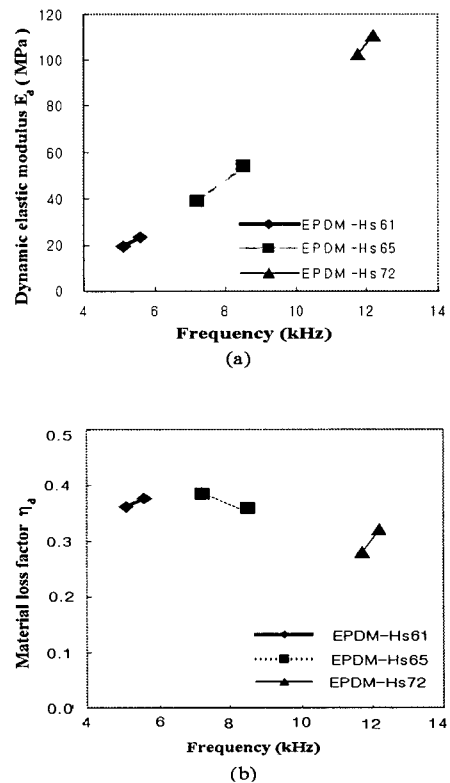 Dynamic elastic modulus Ed (MPa)
120
100
80
60
40
20
0
EPDM-Hs61
EPDM-Hs65
EPDM-Hs72
4 6 8 10 12 14
Frequency (kHz)
(a)
Material loss factor ηd
0.5
0.4
0.3
0.2
0.1
0.0
EPDM-Hs61
EPDM-Hs65
EPDM-Hs72
4 6 8 10 12 14
Frequency (kHz)
(b)